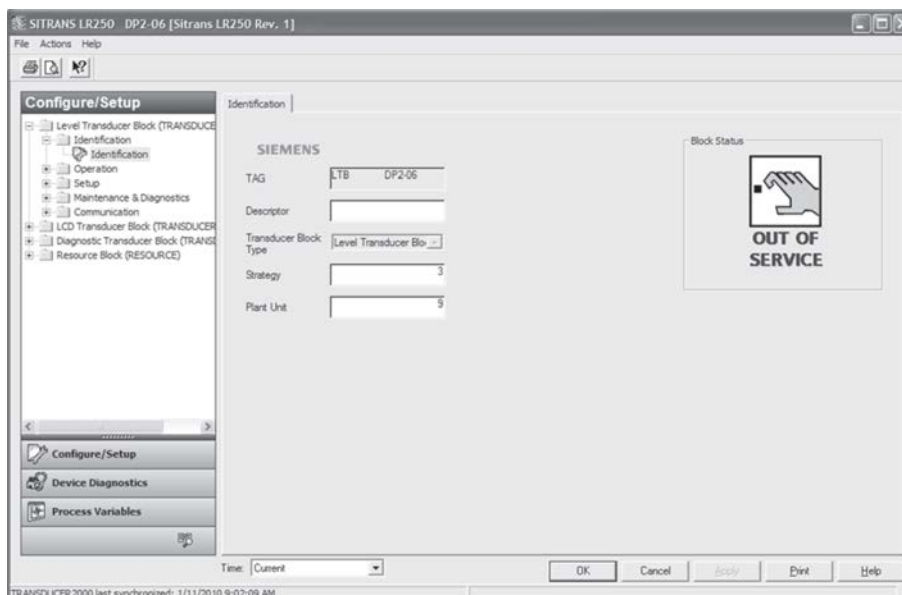 SITRANS LR250 DP2-06 [Sitrans LR250 Rev. 1]
File Actions Help
Configure/Setup
Level Transducer Block (TRANSDUCE
Identification
Identification
Operation
Setup
Maintenance & Diagnostics
Communication
LCD Transducer Block (TRANSDUCER
Diagnostic Transducer Block (TRANSI
Resource Block (RESOURCE)
Configure/Setup
Device Diagnostics
Process Variables
Identification
SIEMENS
TAG LTB DP2-06
Descriptor
Transducer Block Type Level Transducer Blo
Strategy 3
Plant Unit 9
Block Status
OUT OF
SERVICE
Time: Current
OK Cancel Apply Print Help
TRANSDUCER2000 last synchronized: 1/11/2010 9:02:09 AM